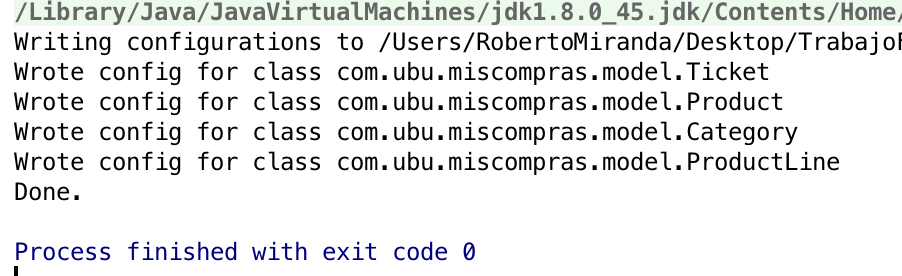 /Library/Java/JavaVirtualMachines/jdk1.8.0_45.jdk/Contents/Home/
Writing configurations to /Users/RobertoMiranda/Desktop/Trabajo
Wrote config for class com.ubu.miscompras.model.Ticket
Wrote config for class com.ubu.miscompras.model.Product
Wrote config for class com.ubu.miscompras.model.Category
Wrote config for class com.ubu.miscompras.model.ProductLine
Done.
Process finished with exit code 0